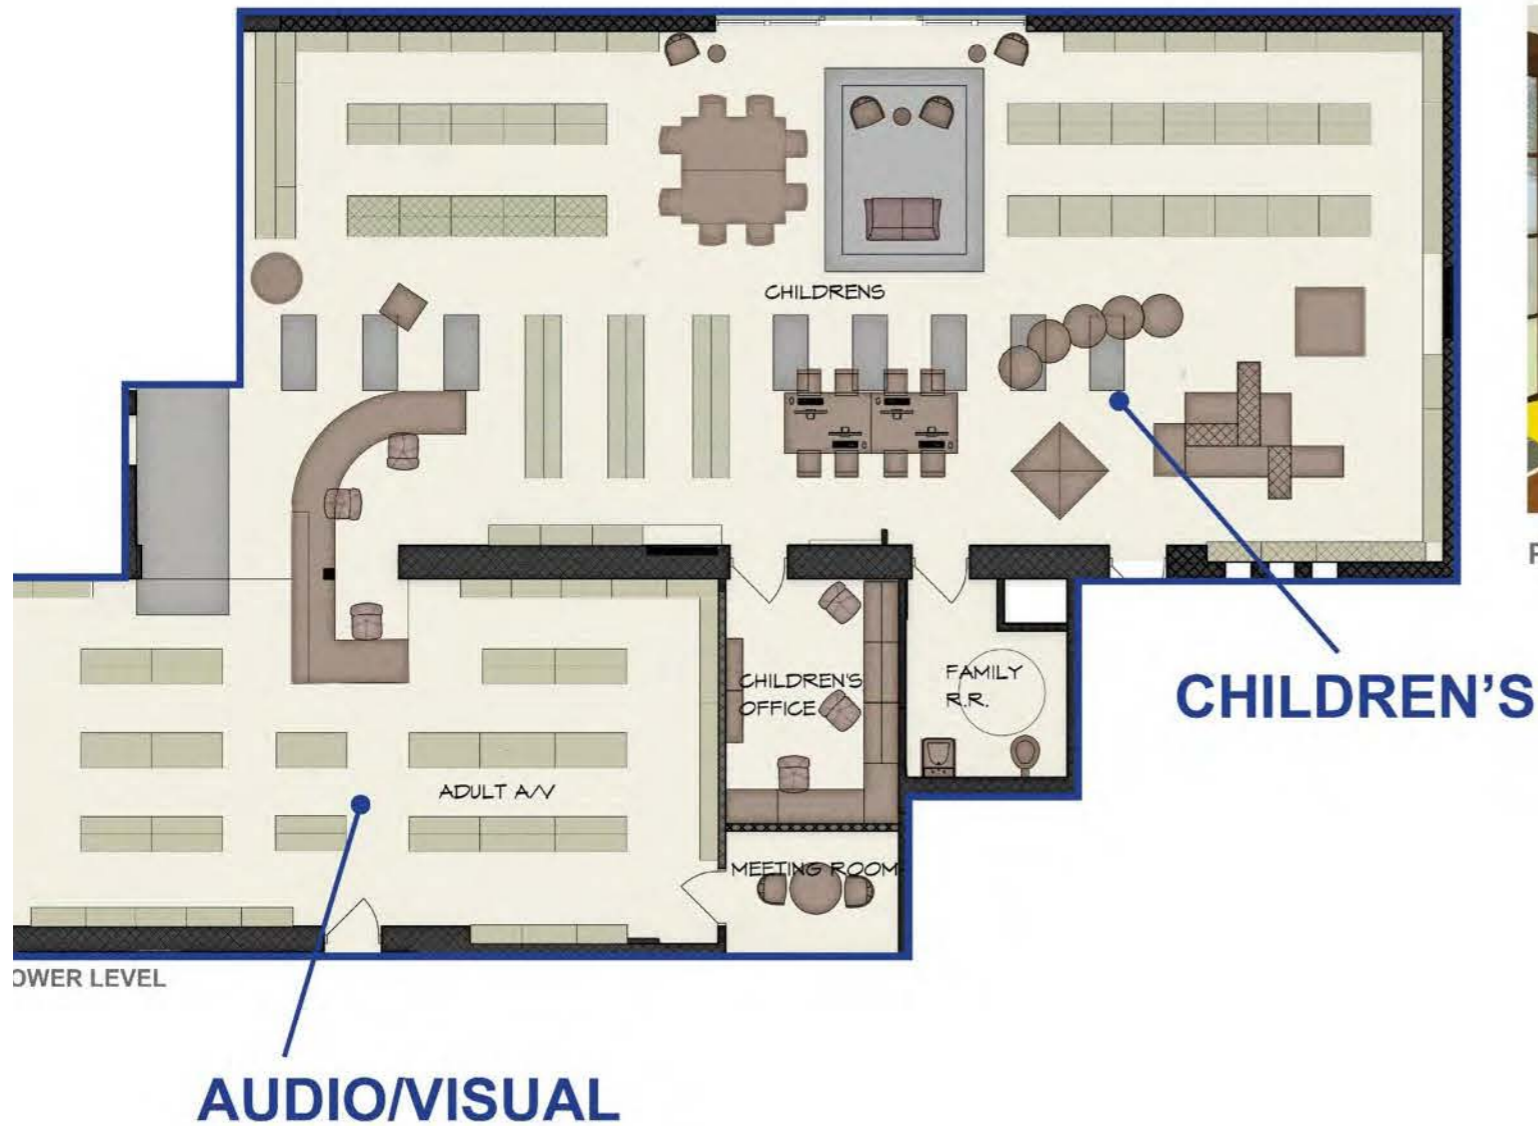 CHILDRENS
CHILDREN'S
OFFICE
FAMILY
R.R.
CHILDREN'S
ADULT A/V
MEETING ROOM
OWER LEVEL
AUDIO/VISUAL